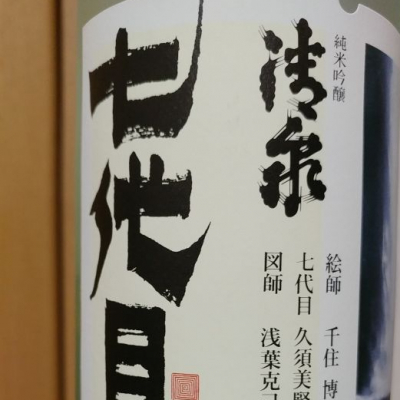 純米吟醸
清泉
七代目
絵師 千住 博
七代目 久須美賢
図師 浅葉克己